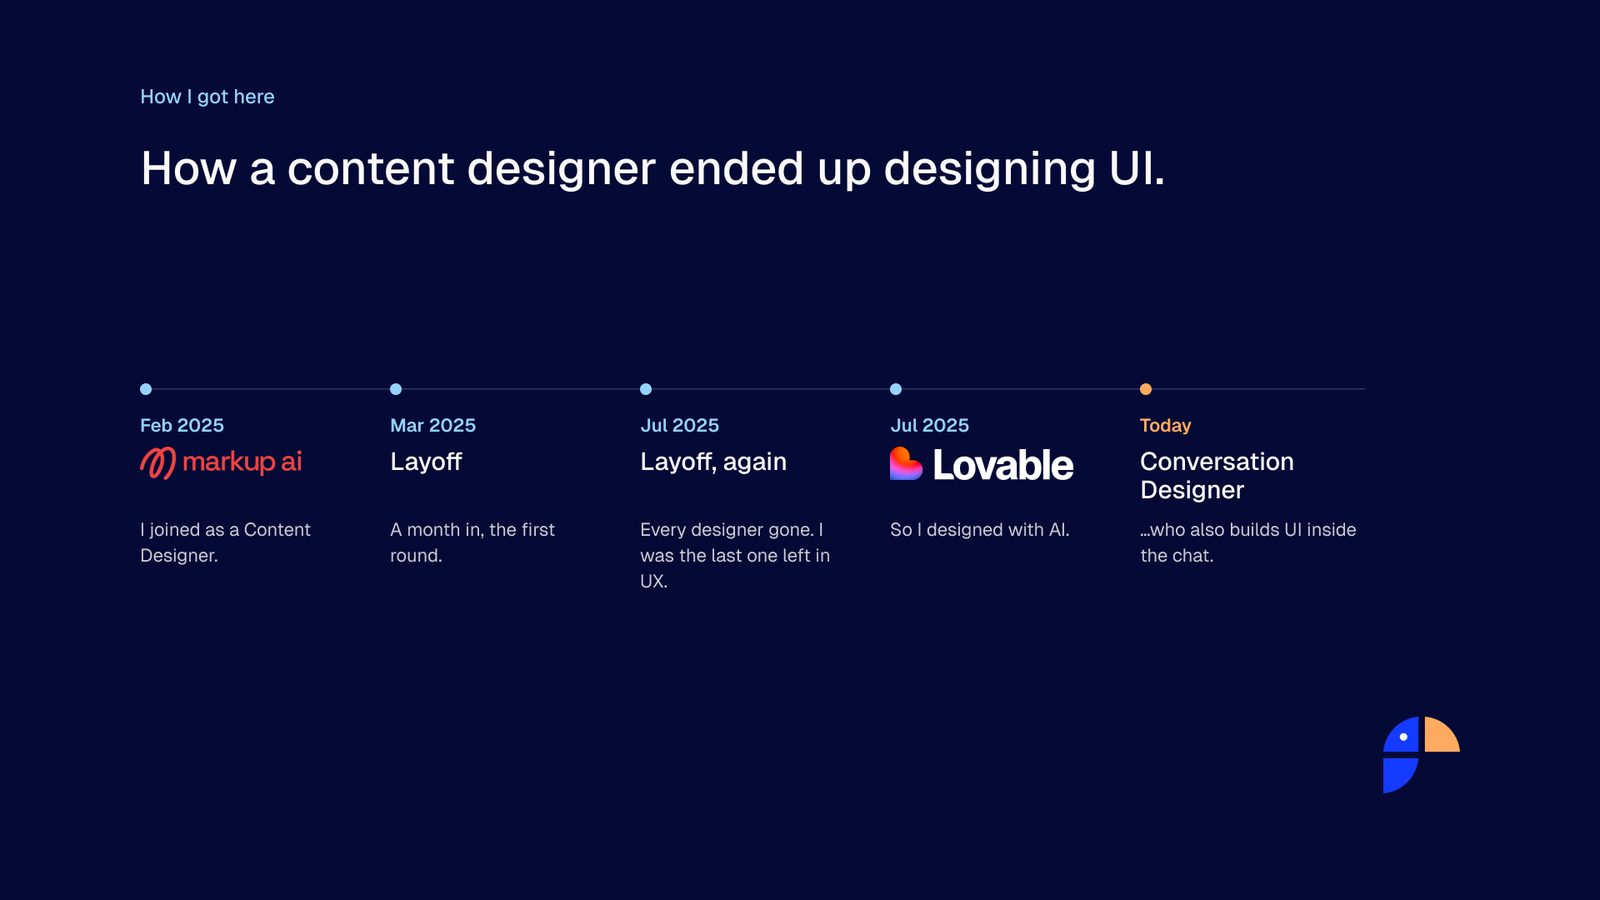 How I got here
How a content designer ended up designing UI.
Feb 2025
markup ai
I joined as a Content
Designer.
Mar 2025
Layoff
A month in, the first
round.
Jul 2025
Layoff, again
Every designer gone. I
was the last one left in
UX.
Jul 2025
Lovable
So I designed with AI.
Today
Conversation
Designer
…who also builds UI inside
the chat.